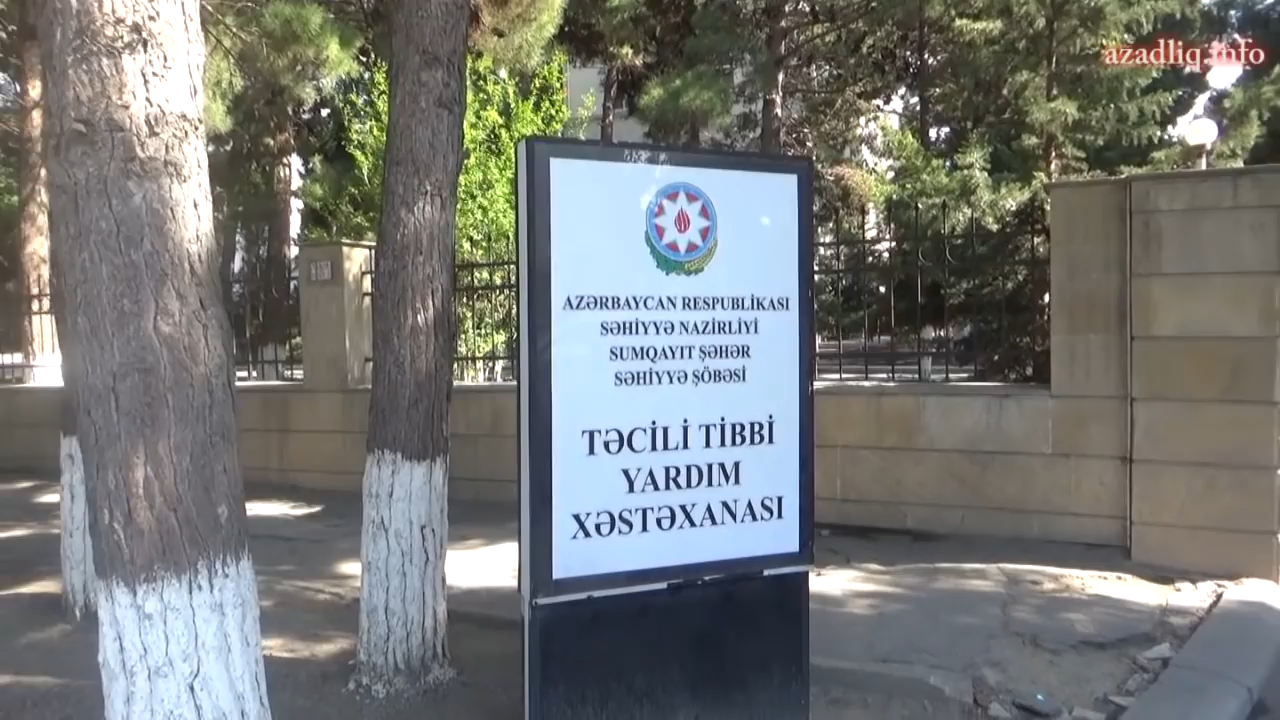 azadliq.info
AZƏRBAYCAN RESPUBLİKASI
SƏHİYYƏ NAZİRLİYİ
SUMQAYIT ŞƏHƏR
SƏHİYYƏ ŞÖBƏSİ
TƏCİLİ TİBBİ
YARDIM
XƏSTƏXANASI